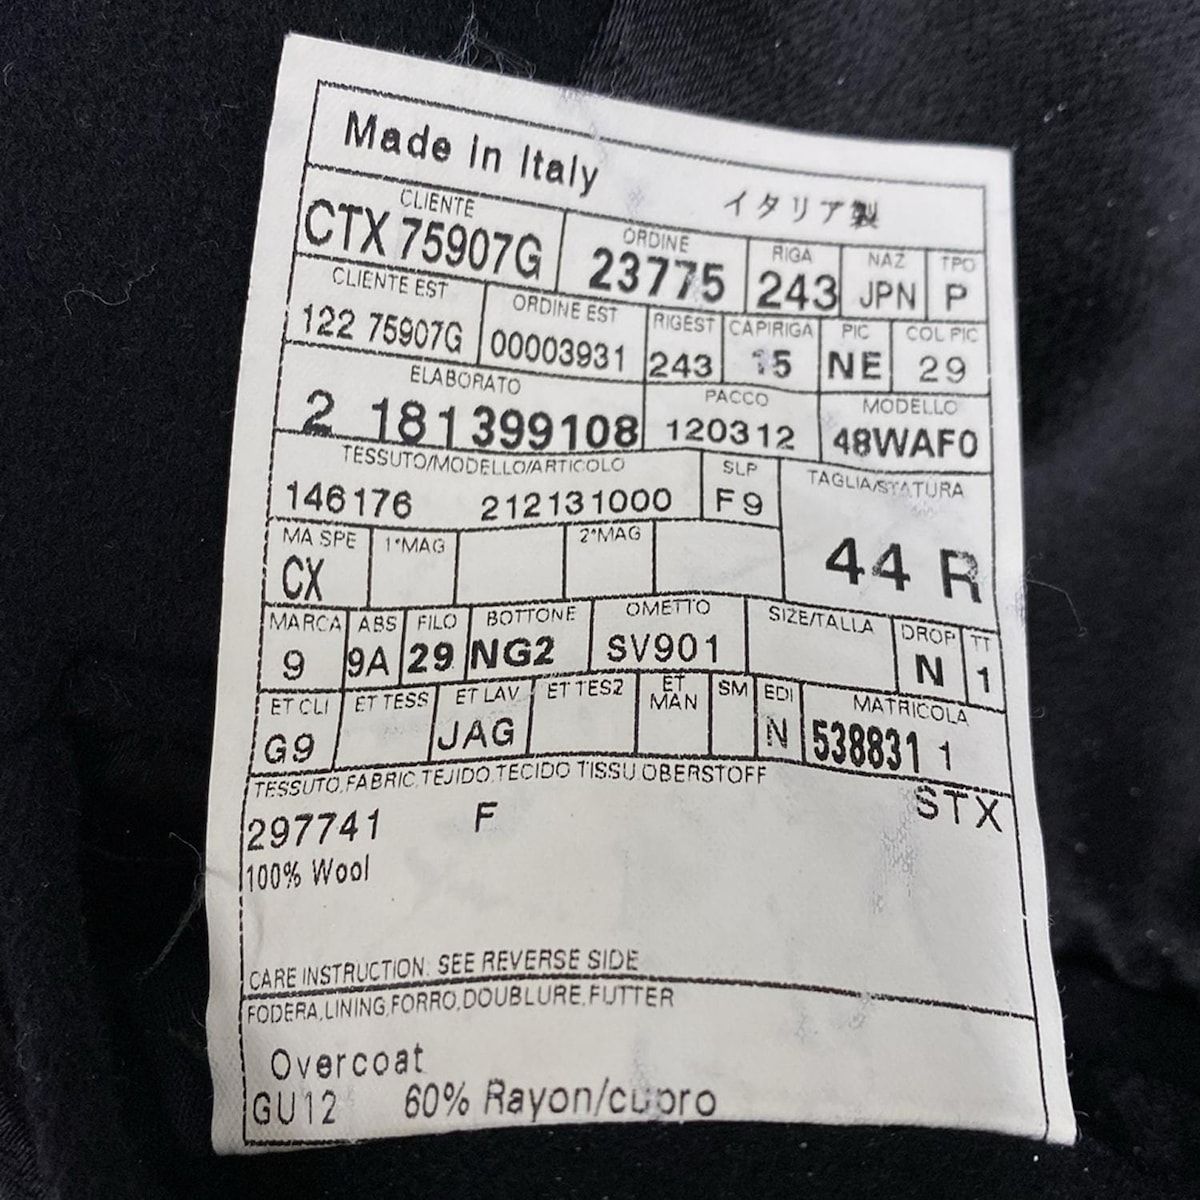 Made in Italy イタリア製
CLIENTE ORDINE RIGA NAZ TPO
CTX 75907G 23775 243 JPN P
CLIENTE EST ORDINE EST RIGEST CAPIRIGA PIC COL PIC
122 75907G 00003931 243 15 NE 29
ELABORATO PACCO MODELLO
2 181399108 120312 48WAF0
TESSUTO/MODELLO/ARTICOLO SLP TAGLIA/STATURA
146176 212131000 F9
44 R
MA SPE 1°MAG 2°MAG
CX
MARCA ABS FILO BOTTONE OMETTO SIZE/TALLA DROP TT
9 9A 29 NG2 SV901 N 1
ET CLI ET TESS ET LAV ET TES2 ET MAN SM EDI MATRICOLA
G9 JAG N 538831 1
TESSUTO,FABRIC,TEJIDO,TECIDO TISSU OBERSTOFF
STX
297741 F
100% Wool
CARE INSTRUCTION: SEE REVERSE SIDE
FODERA,LINING,FORRO,DOUBLURE,FUTTER
Overcoat
GU12 60% Rayon/cupro